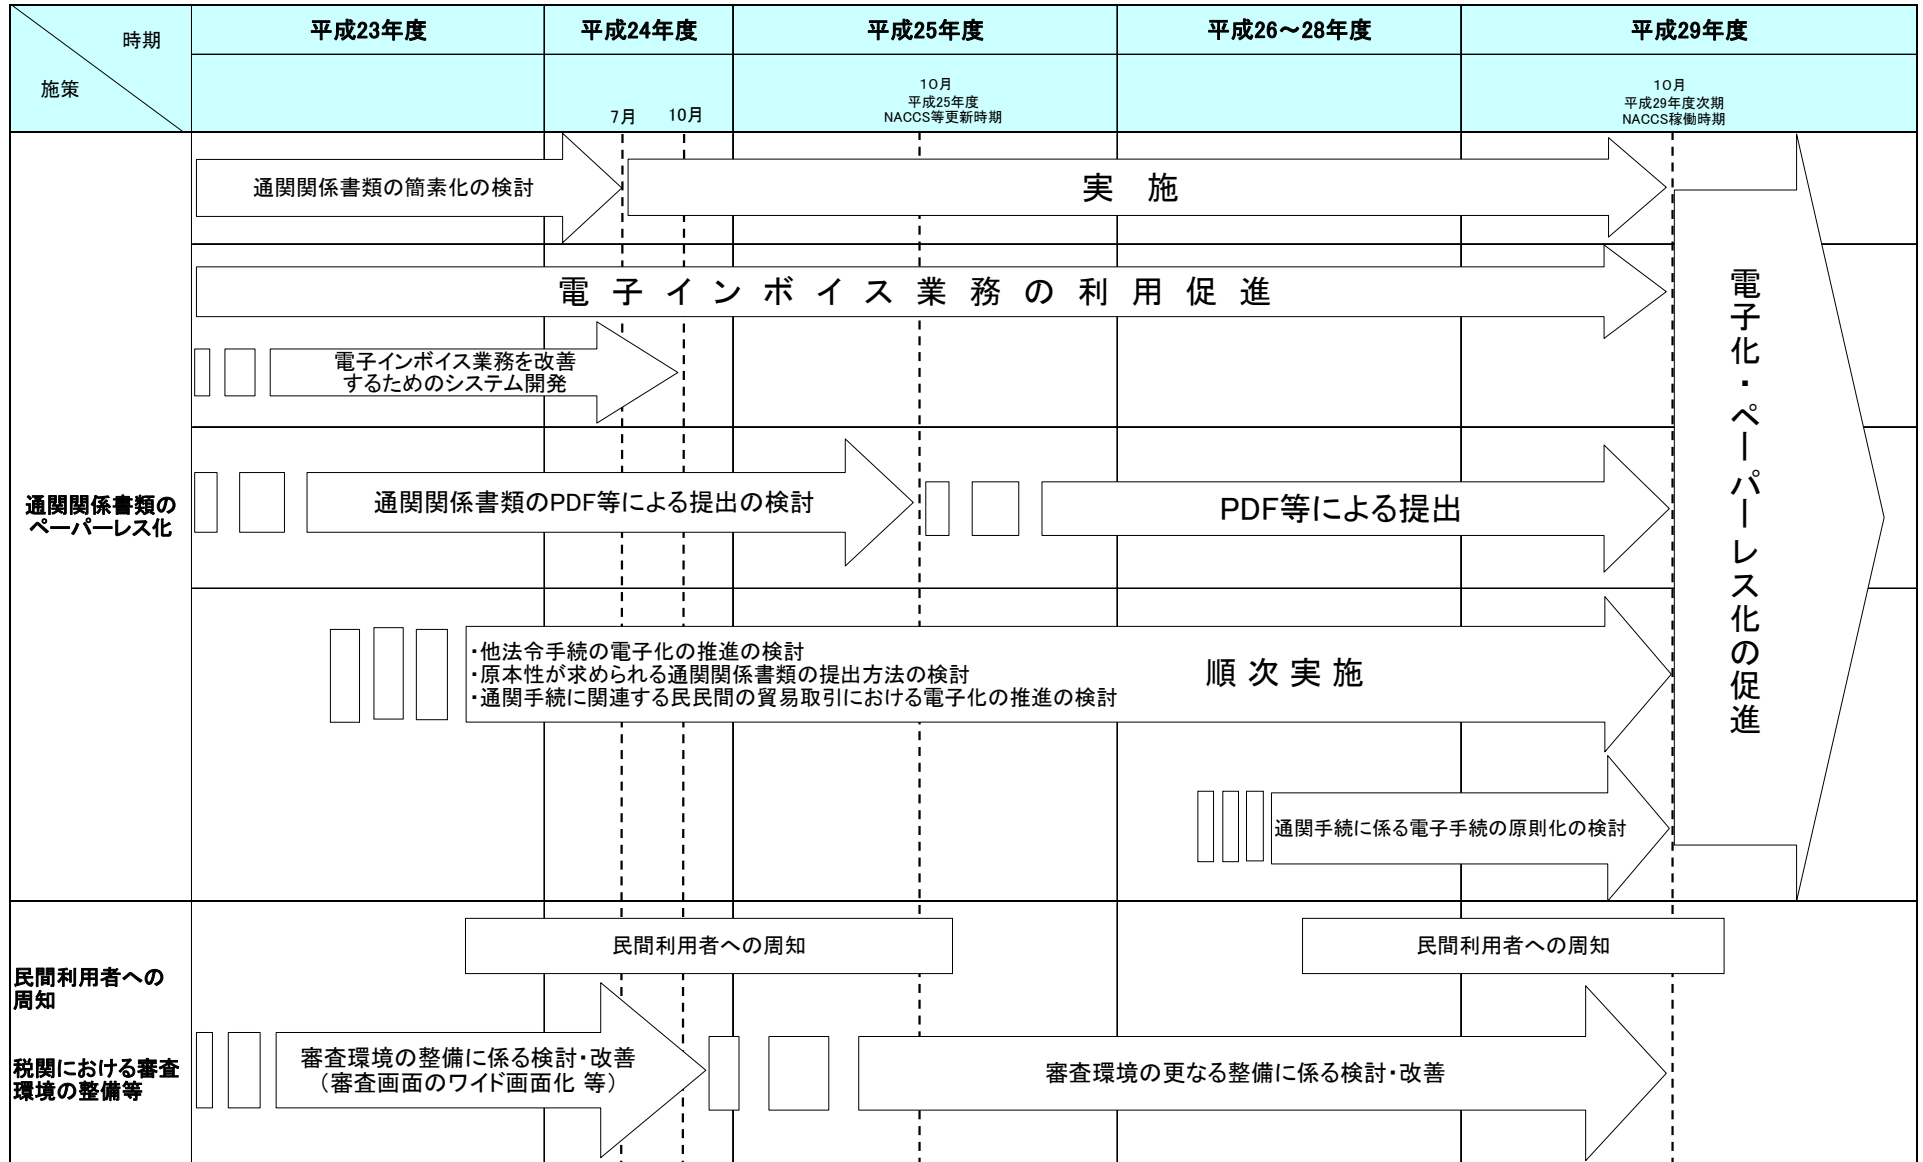 時期
施策
平成23年度
平成24年度
平成25年度
平成26～28年度
平成29年度
7月
10月
10月
平成25年度
NACCS等更新時期
10月
平成29年度次期
NACCS稼働時期
通関関係書類の
ペーパーレス化
通関関係書類の簡素化の検討
実　施
電子インボイス業務の利用促進
電子インボイス業務を改善
するためのシステム開発
通関関係書類のPDF等による提出の検討
PDF等による提出
・他法令手続の電子化の推進の検討
・原本性が求められる通関関係書類の提出方法の検討
・通関手続に関連する民民間の貿易取引における電子化の推進の検討
順次実施
通関手続に係る電子手続の原則化の検討
電子化・ペーパーレス化の促進
民間利用者への
周知
民間利用者への周知
民間利用者への周知
税関における審査
環境の整備等
審査環境の整備に係る検討・改善
（審査画面のワイド画面化 等）
審査環境の更なる整備に係る検討・改善